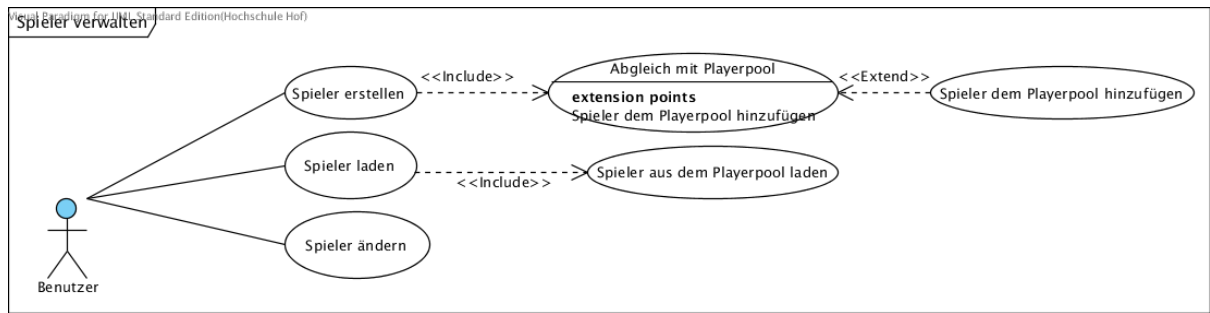 Visual Paradigm for UML Standard Edition(Hochschule Hof)
Spieler verwalten
Spieler erstellen
<<Include>>
Abgleich mit Playerpool
extension points
Spieler dem Playerpool hinzufügen
<<Extend>>
Spieler dem Playerpool hinzufügen
Spieler laden
<<Include>>
Spieler aus dem Playerpool laden
Spieler ändern
Benutzer